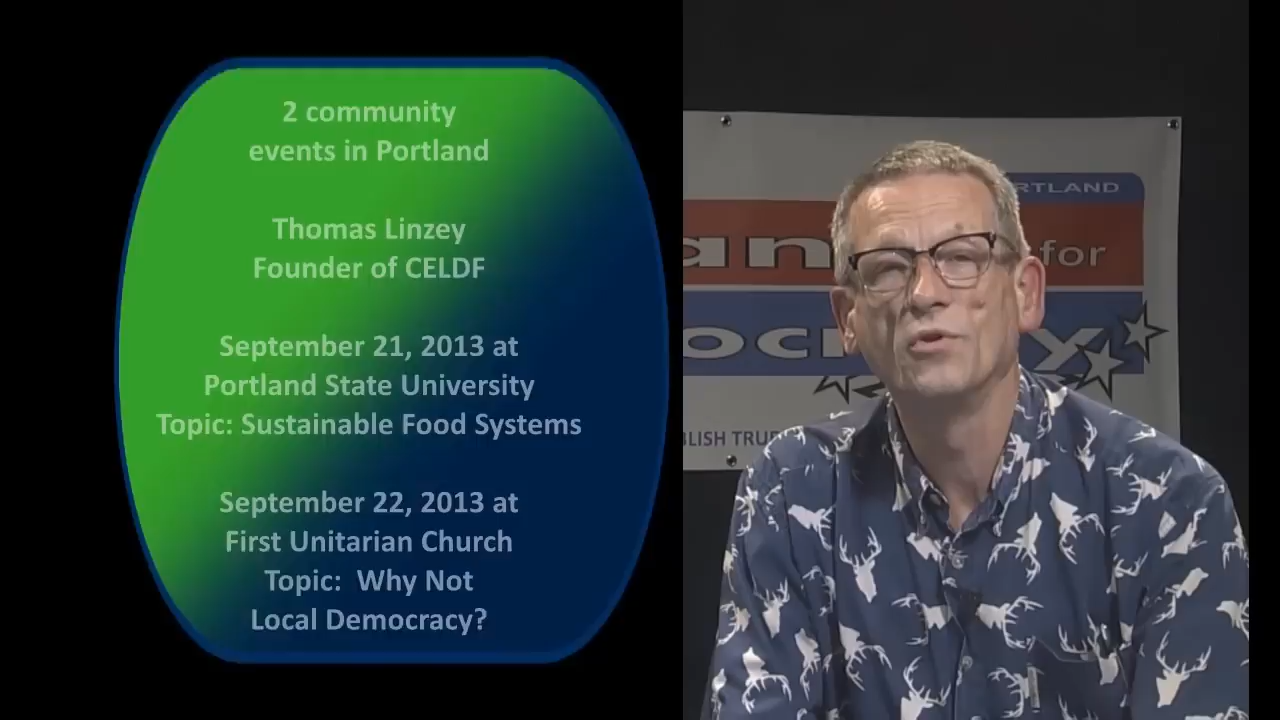 2 community
events in Portland
Thomas Linzey
Founder of CELDF
September 21, 2013 at
Portland State University
Topic: Sustainable Food Systems
September 22, 2013 at
First Unitarian Church
Topic: Why Not
Local Democracy?
for